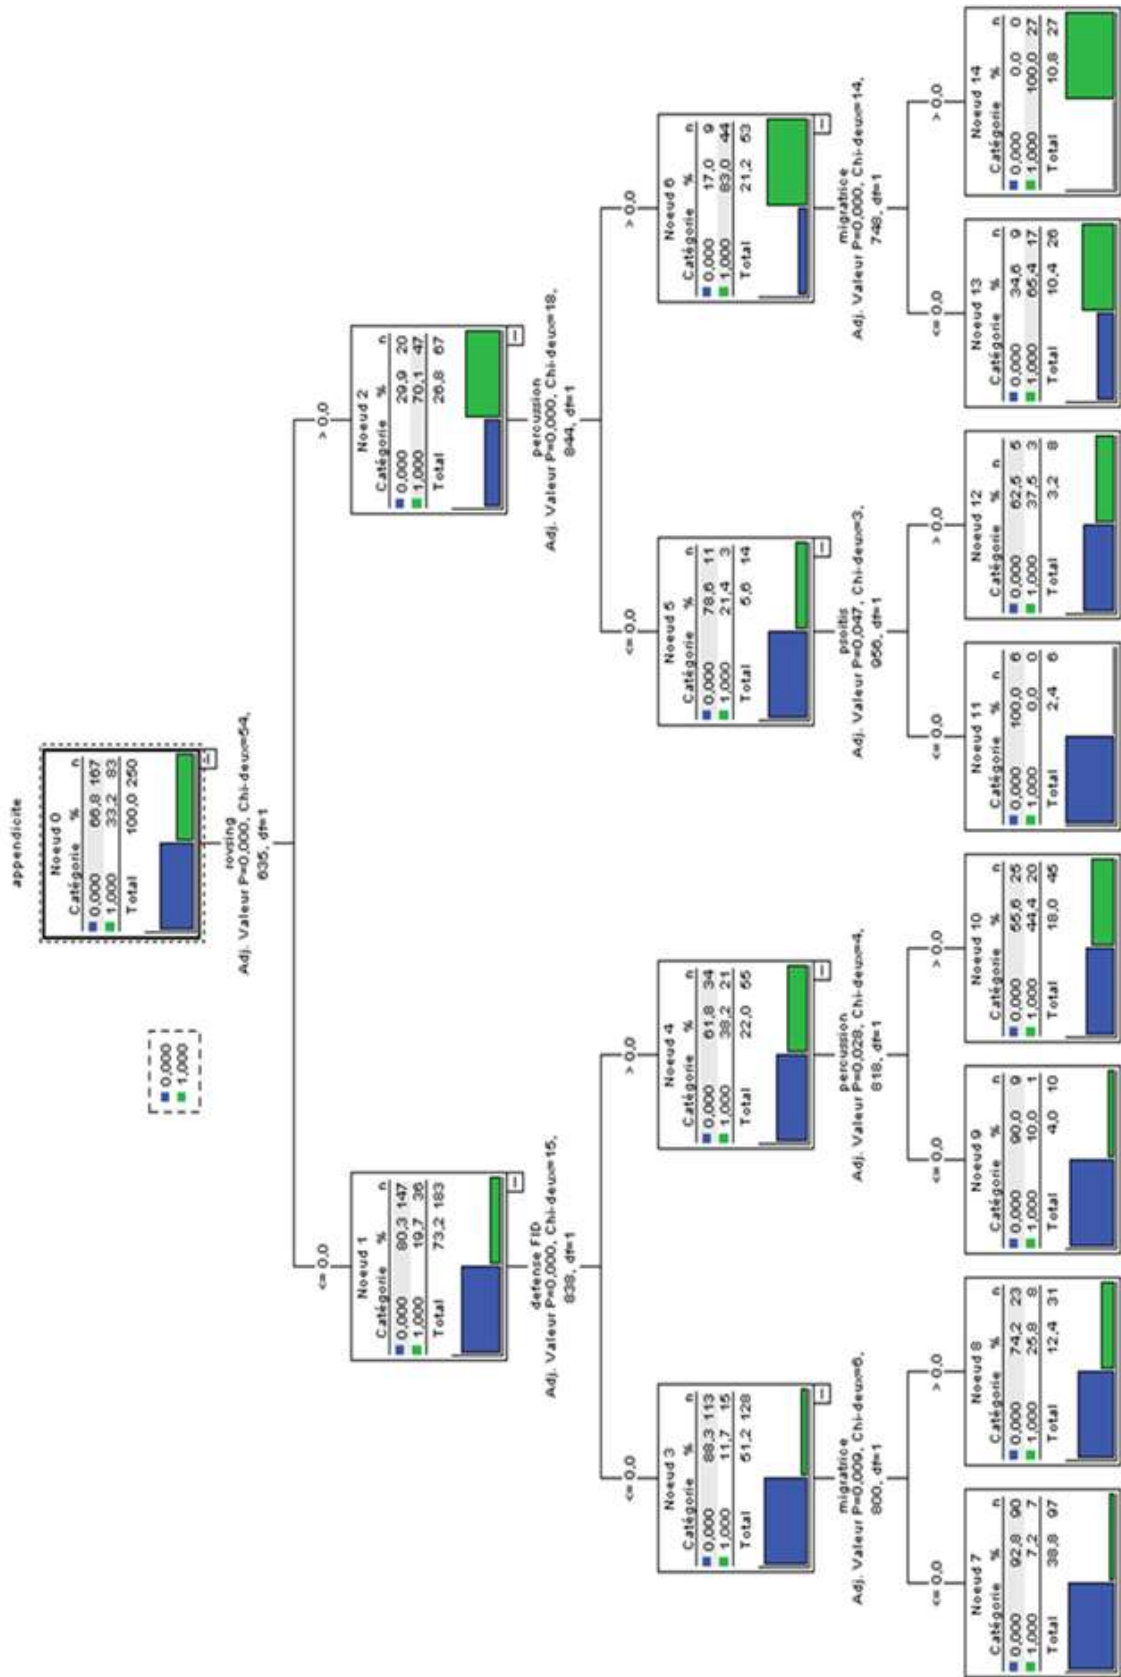 appendicite
0,000
1,000
Noeud 0
Catégorie % n
0,000 66,8 167
1,000 33,2 83
Total 100,0 250
rovsing
Adj. Valeur P=0,000, Chi-deux=54,
635, df=1
<= 0,0
> 0,0
Noeud 1
Catégorie % n
0,000 80,3 147
1,000 19,7 36
Total 73,2 183
defense FID
Adj. Valeur P=0,000, Chi-deux=15,
838, df=1
Noeud 2
Catégorie % n
0,000 29,9 20
1,000 70,1 47
Total 26,8 67
percussion
Adj. Valeur P=0,000, Chi-deux=18,
844, df=1
<= 0,0
> 0,0
<= 0,0
> 0,0
Noeud 3
Catégorie % n
0,000 88,3 113
1,000 11,7 15
Total 51,2 128
migratrice
Adj. Valeur P=0,009, Chi-deux=6,
800, df=1
Noeud 4
Catégorie % n
0,000 61,8 34
1,000 38,2 21
Total 22,0 55
percussion
Adj. Valeur P=0,028, Chi-deux=4,
818, df=1
Noeud 5
Catégorie % n
0,000 78,6 11
1,000 21,4 3
Total 5,6 14
psoitis
Adj. Valeur P=0,047, Chi-deux=3,
956, df=1
Noeud 6
Catégorie % n
0,000 17,0 9
1,000 83,0 44
Total 21,2 53
migratrice
Adj. Valeur P=0,000, Chi-deux=14,
748, df=1
<= 0,0
> 0,0
<= 0,0
> 0,0
<= 0,0
> 0,0
<= 0,0
> 0,0
Noeud 7
Catégorie % n
0,000 92,8 90
1,000 7,2 7
Total 38,8 97
Noeud 8
Catégorie % n
0,000 74,2 23
1,000 25,8 8
Total 12,4 31
Noeud 9
Catégorie % n
0,000 90,0 9
1,000 10,0 1
Total 4,0 10
Noeud 10
Catégorie % n
0,000 55,6 25
1,000 44,4 20
Total 18,0 45
Noeud 11
Catégorie % n
0,000 100,0 6
1,000 0,0 0
Total 2,4 6
Noeud 12
Catégorie % n
0,000 62,5 5
1,000 37,5 3
Total 3,2 8
Noeud 13
Catégorie % n
0,000 34,6 9
1,000 65,4 17
Total 10,4 26
Noeud 14
Catégorie % n
0,000 0,0 0
1,000 100,0 27
Total 10,8 27